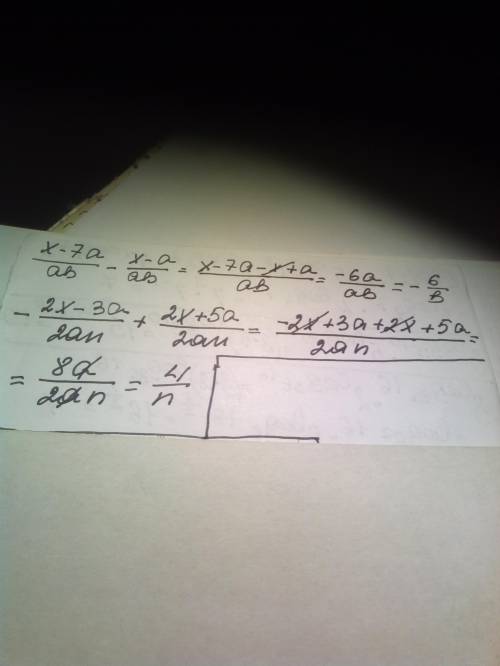 (x-7a)/ab - (x-a)/ab = (x-7a-x+a)/ab = -6a/ab = -6/b
-(2x-3a)/2an + (2x+5a)/2an = (-2x+3a+2x+5a)/2an =
= 8a/2an = 4/n